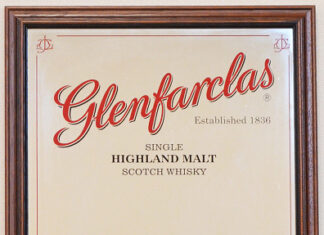 Glenfarclas®
Established 1836
SINGLE
HIGHLAND MALT
SCOTCH WHISKY